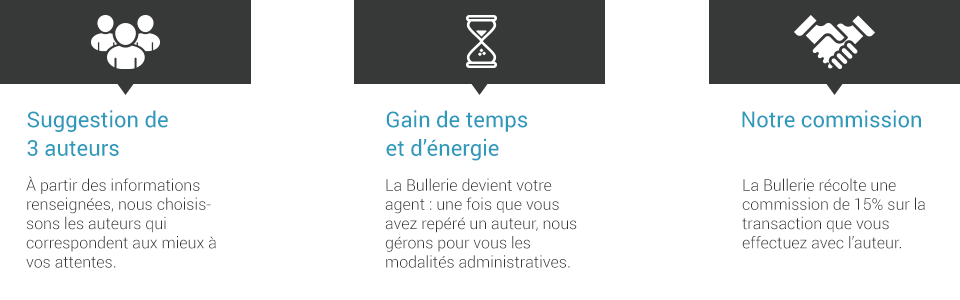 Suggestion de
3 auteurs
À partir des informations
renseignées, nous choisis-
sons les auteurs qui
correspondent aux mieux à
vos attentes.
Gain de temps
et d’énergie
La Bullerie devient votre
agent : une fois que vous
avez repéré un auteur, nous
gérons pour vous les
modalités administratives.
Notre commission
La Bullerie récolte une
commission de 15% sur la
transaction que vous
effectuez avec l’auteur.